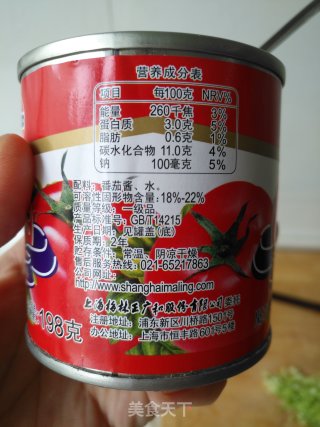 营养成分表
项目 每100克 NRV%
能量 260千焦 3%
蛋白质 3.0克 5%
脂肪 0.6克 1%
碳水化合物 11.0克 4%
钠 100毫克 5%
配料：番茄酱、水。
可溶性固形物含量:18%-22%
质量等级：一级品
产品标准号：GB/T14215
生产日期：见罐盖(底)
保质期：2年
贮存条件：常温、阴凉干燥
售后服务热线：021-65217863
公司网站：
http://www.shanghaimaling.com
上海梅林正广和股份有限公司
注册地址：浦东新区川桥路1501号
办公地址：上海市恒丰路601号5楼
198克
美食天下